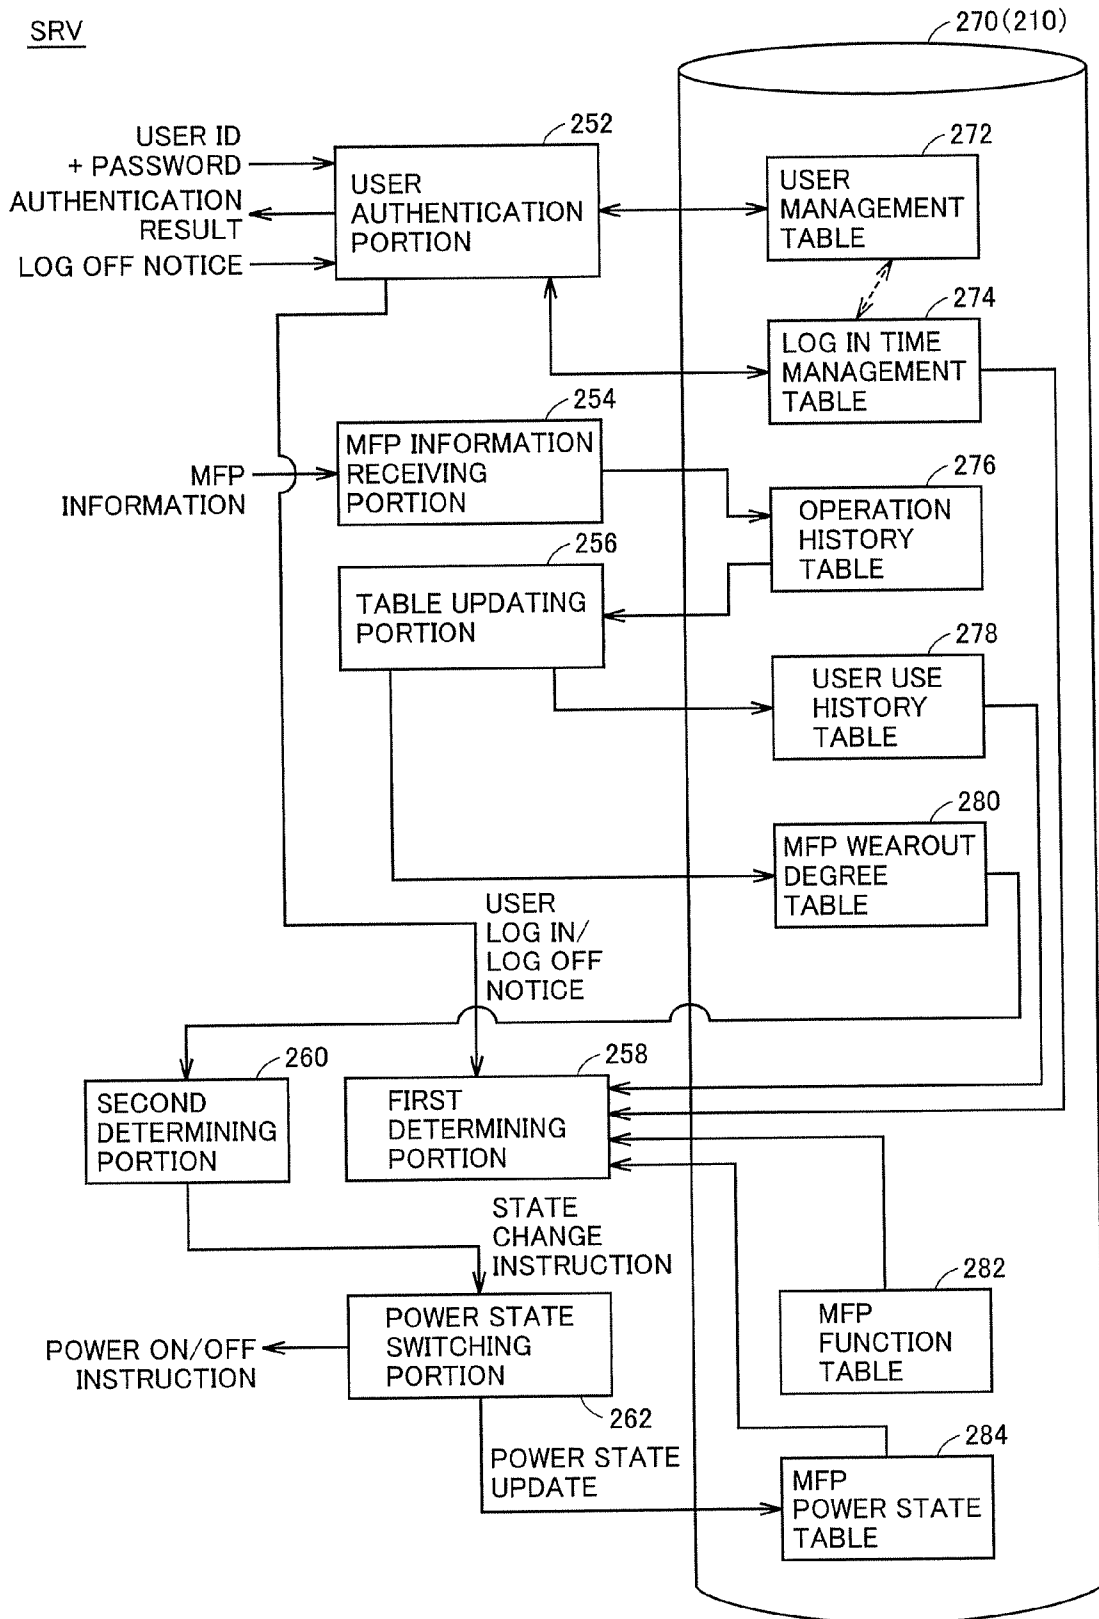 SRV
270(210)
USER ID
+ PASSWORD
AUTHENTICATION
RESULT
LOG OFF NOTICE
252
USER
AUTHENTICATION
PORTION
272
USER
MANAGEMENT
TABLE
274
LOG IN TIME
MANAGEMENT
TABLE
254
MFP INFORMATION
RECEIVING
PORTION
MFP
INFORMATION
276
OPERATION
HISTORY
TABLE
256
TABLE UPDATING
PORTION
278
USER USE
HISTORY
TABLE
280
MFP WEAROUT
DEGREE
TABLE
USER
LOG IN/
LOG OFF
NOTICE
260
SECOND
DETERMINING
PORTION
258
FIRST
DETERMINING
PORTION
STATE
CHANGE
INSTRUCTION
282
MFP
FUNCTION
TABLE
POWER STATE
SWITCHING
PORTION
262
POWER ON/OFF
INSTRUCTION
POWER STATE
UPDATE
284
MFP
POWER STATE
TABLE